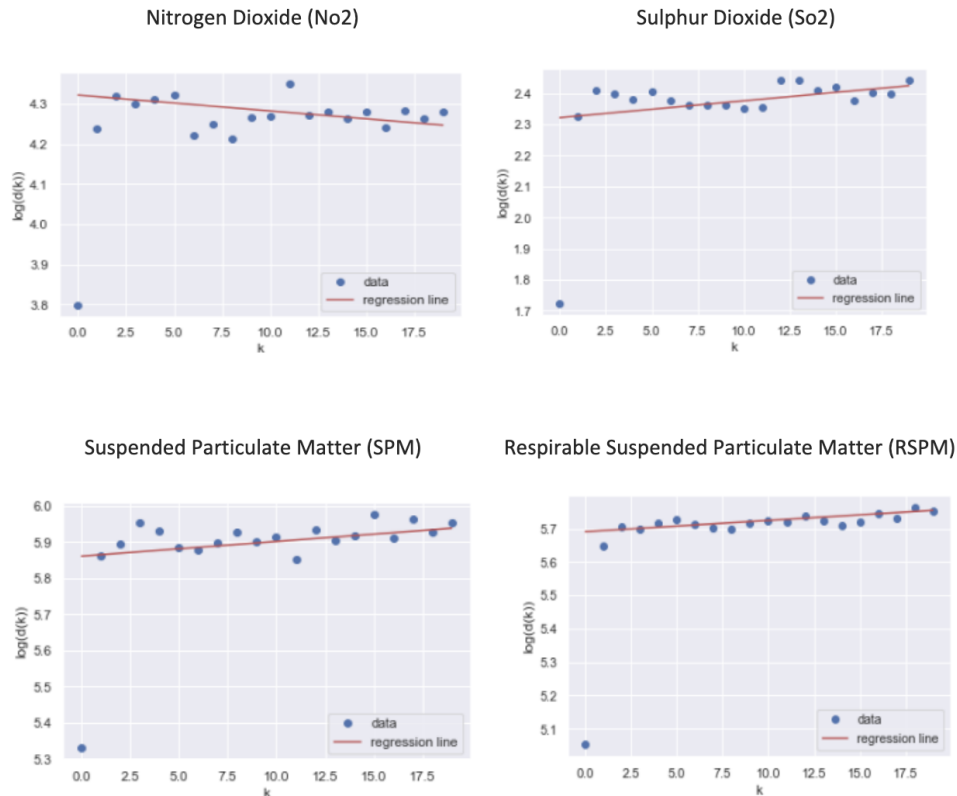 Nitrogen Dioxide (No2)
4.3
4.2
4.1
4.0
3.9
3.8
log(d(k))
data
regression line
0.0 2.5 5.0 7.5 10.0 12.5 15.0 17.5
k
Sulphur Dioxide (So2)
2.4
2.3
2.2
2.1
2.0
1.9
1.8
1.7
log(d(k))
data
regression line
0.0 2.5 5.0 7.5 10.0 12.5 15.0 17.5
k
Suspended Particulate Matter (SPM)
6.0
5.9
5.8
5.7
5.6
5.5
5.4
5.3
log(d(k))
data
regression line
0.0 2.5 5.0 7.5 10.0 12.5 15.0 17.5
k
Respirable Suspended Particulate Matter (RSPM)
5.7
5.6
5.5
5.4
5.3
5.2
5.1
log(d(k))
data
regression line
0.0 2.5 5.0 7.5 10.0 12.5 15.0 17.5
k